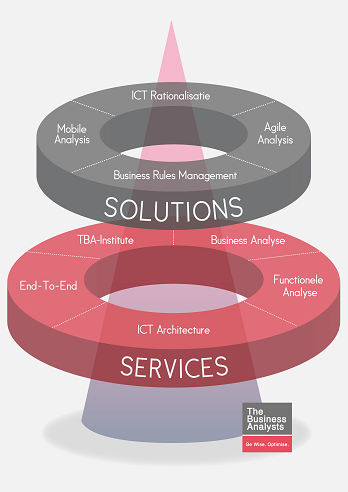 ICT Rationalisatie
Mobile
Analysis
Agile
Analysis
Business Rules Management
SOLUTIONS
TBA-Institute
Business Analyse
End-To-End
Functionele
Analyse
ICT Architecture
SERVICES
The
Business
Analysts
Be Wise. Optimise.